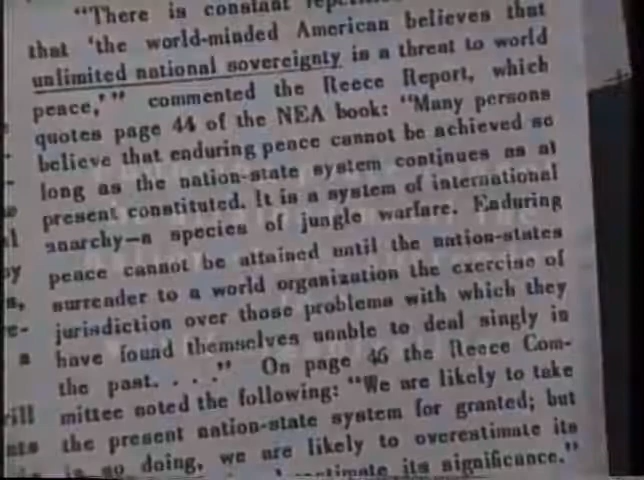 "There is constant
that 'the world-minded American believes that
unlimited national sovereignty is a threat to world
peace,'" commented the Reece Report, which
quotes page 44 of the NEA book: "Many persons
believe that enduring peace cannot be achieved so
long as the nation-state system continues as at
present constituted. It is a system of international
anarchy—a species of jungle warfare. Enduring
peace cannot be attained until the nation-states
surrender to a world organization the exercise of
jurisdiction over those problems with which they
have found themselves unable to deal singly in
the past. . . ." On page 46 the Reece Com-
mittee noted the following: "We are likely to take
the present nation-state system for granted; but
in so doing, we are likely to overestimate its
its significance."